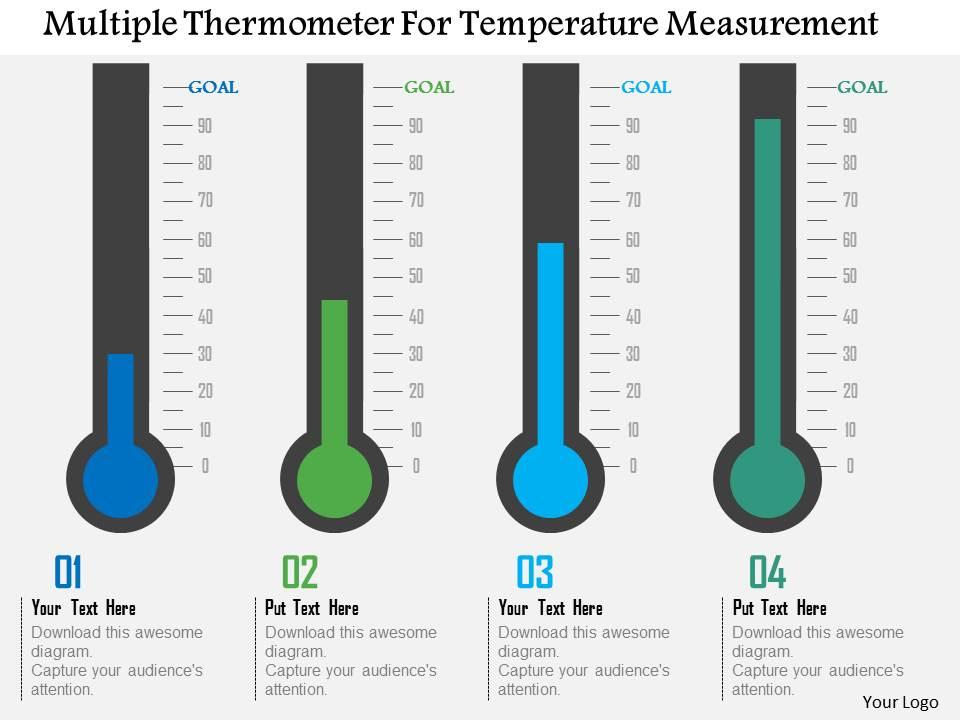 Multiple Thermometer For Temperature Measurement
GOAL GOAL GOAL GOAL
90 90 90 90
80 80 80 80
70 70 70 70
60 60 60 60
50 50 50 50
40 40 40 40
30 30 30 30
20 20 20 20
10 10 10 10
0 0 0 0
01
Your Text Here
Download this awesome
diagram.
Capture your audience's
attention.
02
Put Text Here
Download this awesome
diagram.
Capture your audience's
attention.
03
Your Text Here
Download this awesome
diagram.
Capture your audience's
attention.
04
Put Text Here
Download this awesome
diagram.
Capture your audience's
attention.
Your Logo